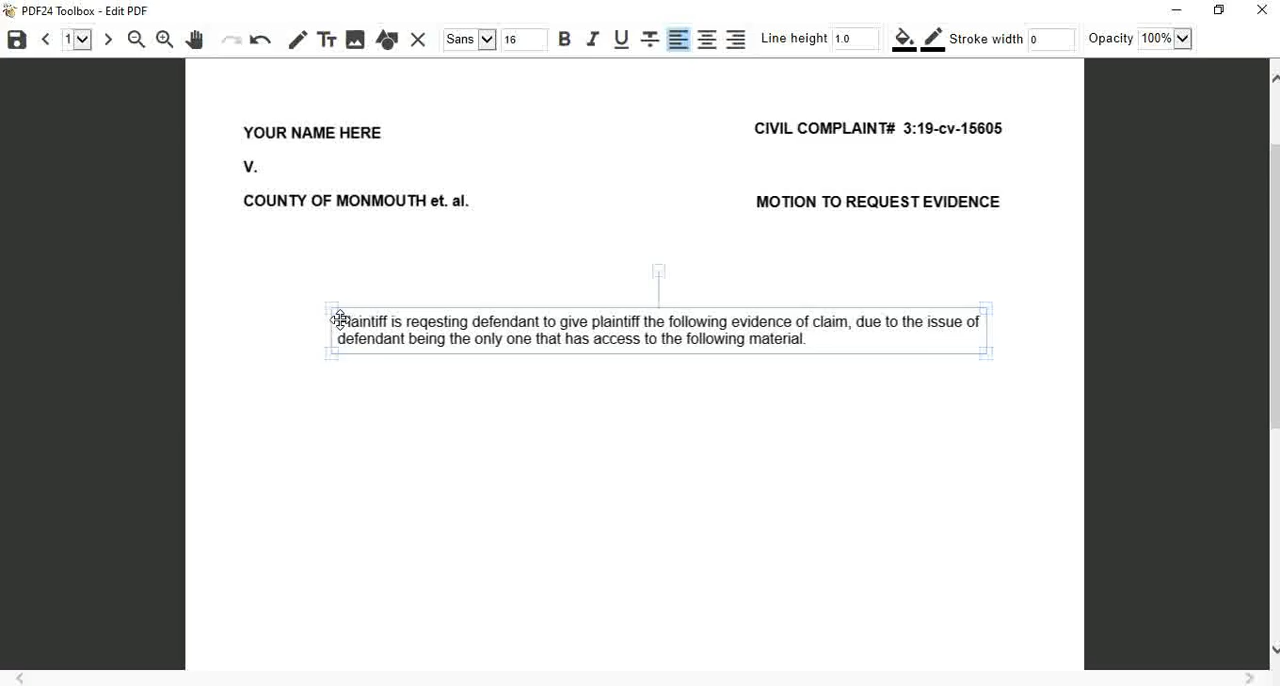 PDF24 Toolbox - Edit PDF
1 Sans 16 Line height 1.0 Stroke width 0 Opacity 100%
YOUR NAME HERE
CIVIL COMPLAINT# 3:19-cv-15605
V.
COUNTY OF MONMOUTH et. al.
MOTION TO REQUEST EVIDENCE
Plaintiff is reqesting defendant to give plaintiff the following evidence of claim, due to the issue of
defendant being the only one that has access to the following material.